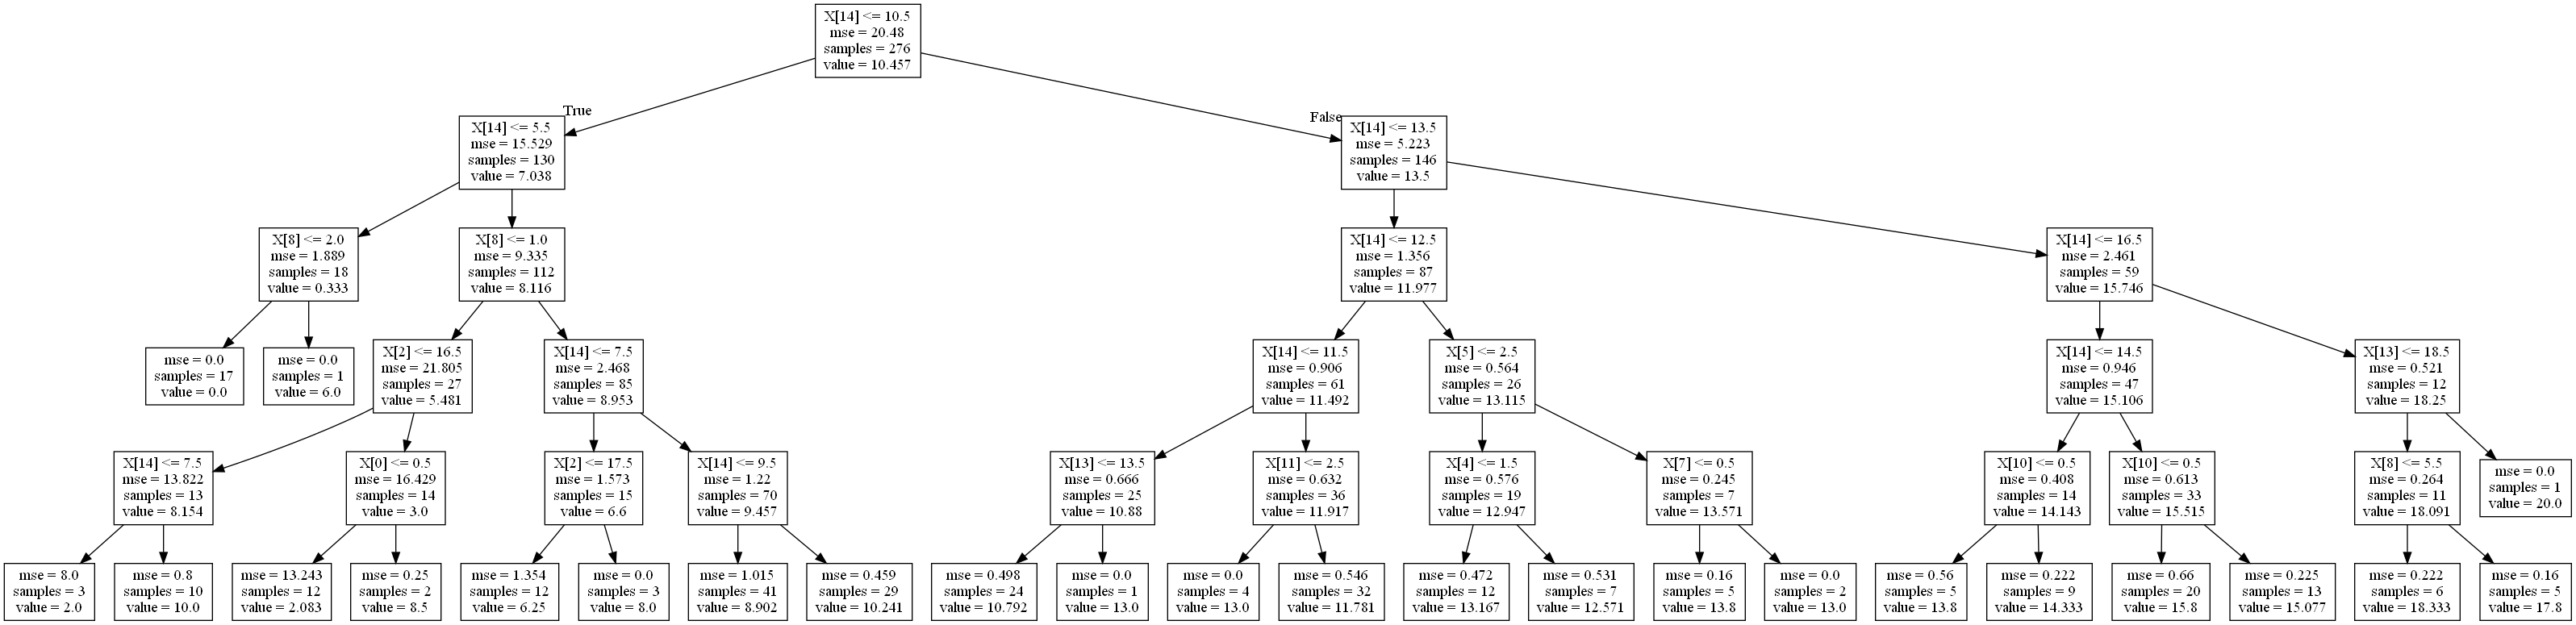 X[14] <= 10.5
mse = 20.48
samples = 276
value = 10.457
True
False
X[14] <= 5.5
mse = 15.529
samples = 130
value = 7.038
X[14] <= 13.5
mse = 5.223
samples = 146
value = 13.5
X[8] <= 2.0
mse = 1.889
samples = 18
value = 0.333
X[8] <= 1.0
mse = 9.335
samples = 112
value = 8.116
X[14] <= 12.5
mse = 1.356
samples = 87
value = 11.977
X[14] <= 16.5
mse = 2.461
samples = 59
value = 15.746
mse = 0.0
samples = 17
value = 0.0
mse = 0.0
samples = 1
value = 6.0
X[2] <= 16.5
mse = 21.805
samples = 27
value = 5.481
X[14] <= 7.5
mse = 2.468
samples = 85
value = 8.953
X[14] <= 11.5
mse = 0.906
samples = 61
value = 11.492
X[5] <= 2.5
mse = 0.564
samples = 26
value = 13.115
X[14] <= 14.5
mse = 0.946
samples = 47
value = 15.106
X[13] <= 18.5
mse = 0.521
samples = 12
value = 18.25
X[14] <= 7.5
mse = 13.822
samples = 13
value = 8.154
X[0] <= 0.5
mse = 16.429
samples = 14
value = 3.0
X[2] <= 17.5
mse = 1.573
samples = 15
value = 6.6
X[14] <= 9.5
mse = 1.22
samples = 70
value = 9.457
X[13] <= 13.5
mse = 0.666
samples = 25
value = 10.88
X[11] <= 2.5
mse = 0.632
samples = 36
value = 11.917
X[4] <= 1.5
mse = 0.576
samples = 19
value = 12.947
X[7] <= 0.5
mse = 0.245
samples = 7
value = 13.571
X[10] <= 0.5
mse = 0.408
samples = 14
value = 14.143
X[10] <= 0.5
mse = 0.613
samples = 33
value = 15.515
X[8] <= 5.5
mse = 0.264
samples = 11
value = 18.091
mse = 0.0
samples = 1
value = 20.0
mse = 8.0
samples = 3
value = 2.0
mse = 0.8
samples = 10
value = 10.0
mse = 13.243
samples = 12
value = 2.083
mse = 0.25
samples = 2
value = 8.5
mse = 1.354
samples = 12
value = 6.25
mse = 0.0
samples = 3
value = 8.0
mse = 1.015
samples = 41
value = 8.902
mse = 0.459
samples = 29
value = 10.241
mse = 0.498
samples = 24
value = 10.792
mse = 0.0
samples = 1
value = 13.0
mse = 0.0
samples = 4
value = 13.0
mse = 0.546
samples = 32
value = 11.781
mse = 0.472
samples = 12
value = 13.167
mse = 0.531
samples = 7
value = 12.571
mse = 0.16
samples = 5
value = 13.8
mse = 0.0
samples = 2
value = 13.0
mse = 0.56
samples = 5
value = 13.8
mse = 0.222
samples = 9
value = 14.333
mse = 0.66
samples = 20
value = 15.8
mse = 0.225
samples = 13
value = 15.077
mse = 0.222
samples = 6
value = 18.333
mse = 0.16
samples = 5
value = 17.8